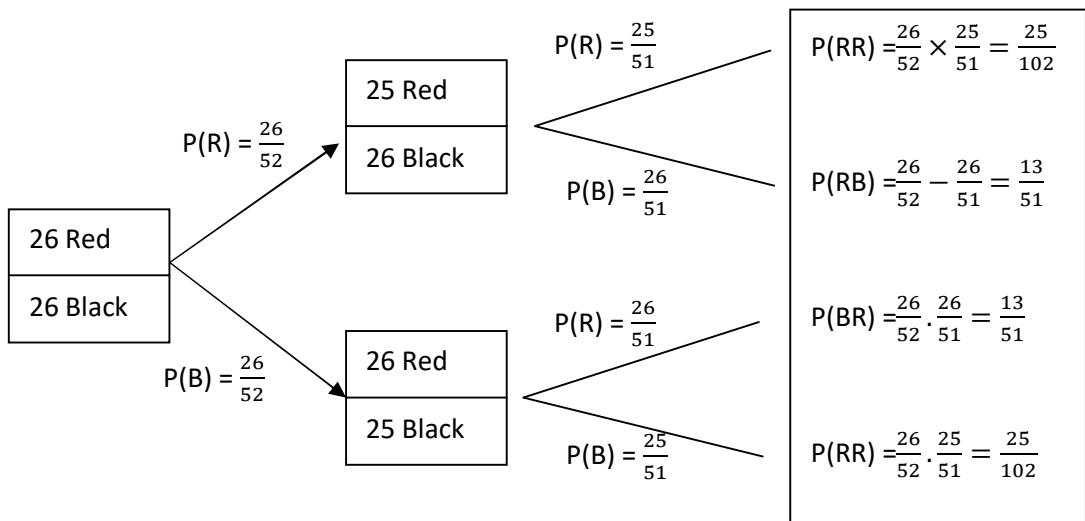 P(R) = 25/51
P(RR) =26/52 × 25/51 = 25/102
25 Red
P(R) = 26/52
26 Black
P(B) = 26/51
P(RB) =26/52 − 26/51 = 13/51
26 Red
26 Black
P(R) = 26/51
P(BR) =26/52 . 26/51 = 13/51
P(B) = 26/52
26 Red
25 Black
P(B) = 25/51
P(RR) =26/52 . 25/51 = 25/102